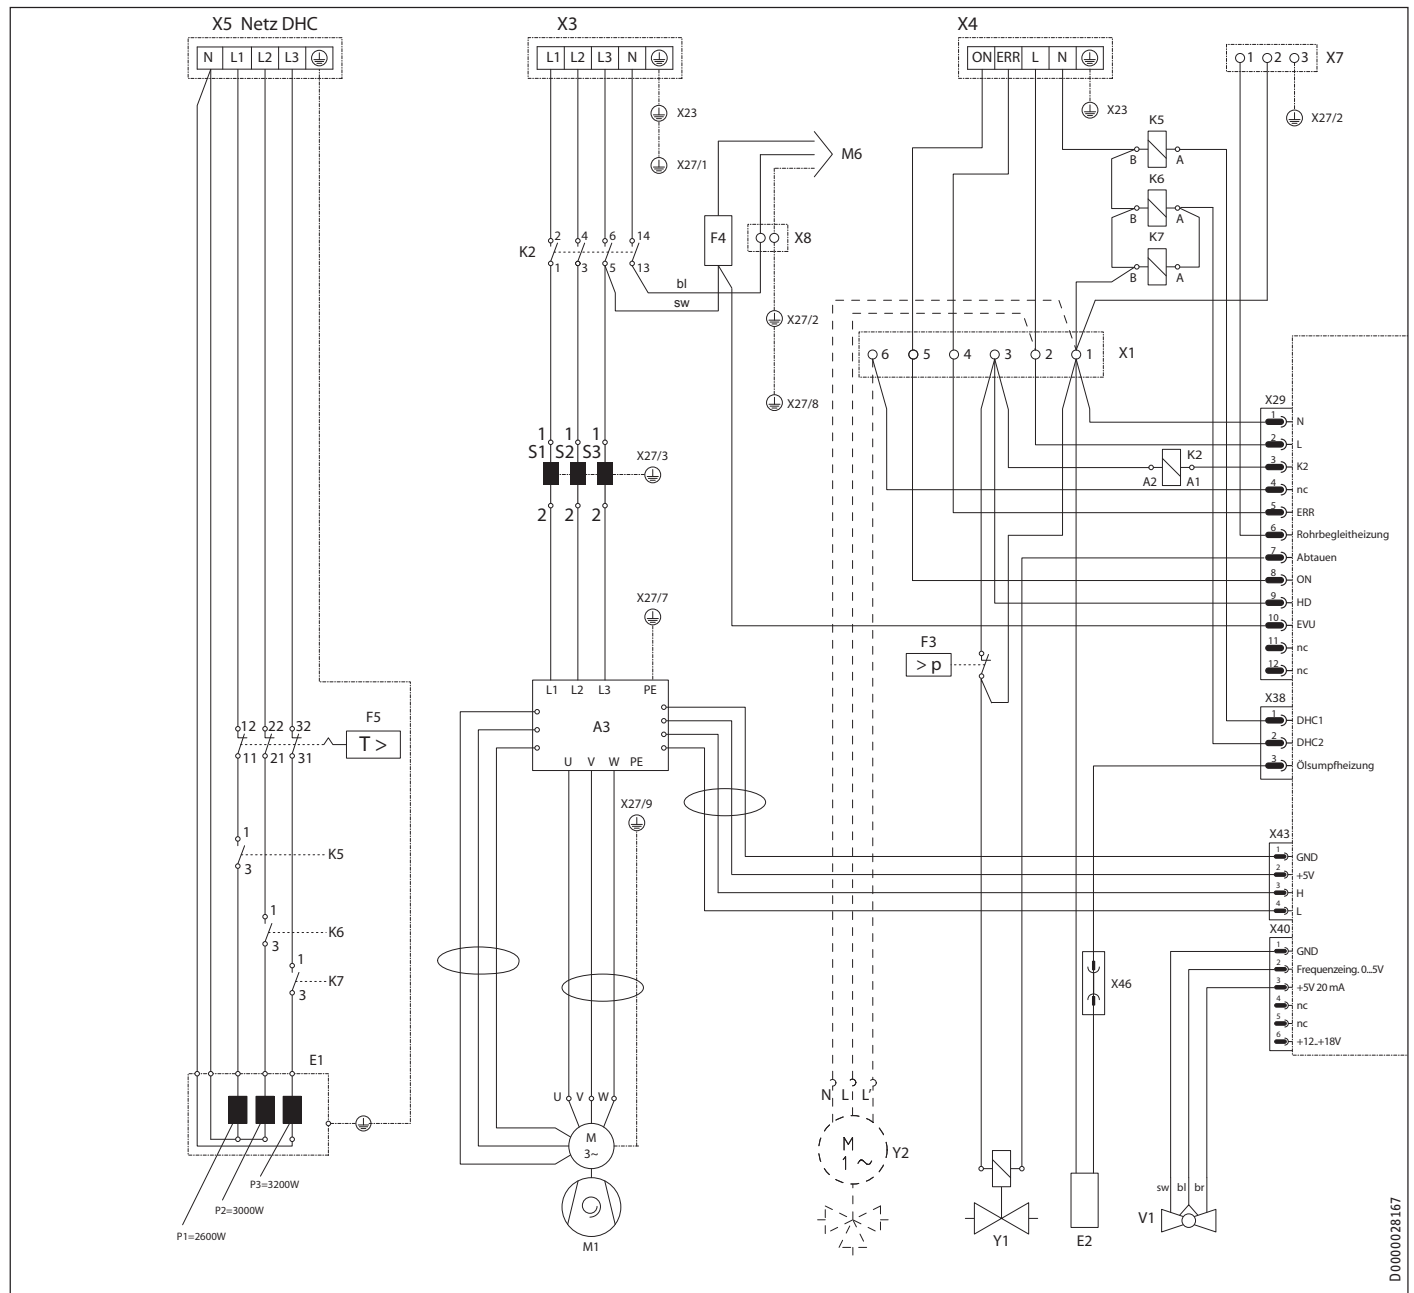 X5 Netz DHC
N L1 L2 L3
X3
L1 L2 L3 N
X4
ON ERR L N
1 2 3 X7
X23
X27/1
X23
X27/2
M6
K5
B A
K6
B A
K7
B A
F4
X8
K2
2 4 6 14
1 3 5 13
bl
sw
X27/2
X27/8
6 5 4 3 2 1 X1
1 1 1
S1 S2 S3
X27/3
2 2 2
K2
A2 A1
X29
1 N
2 L
3 K2
4 nc
5 ERR
6 Rohrbegleitheizung
7 Abtauen
8 ON
9 HD
10 EVU
11 nc
12 nc
X27/7
F3
> p
X38
1 DHC1
2 DHC2
3 Ölsumpfheizung
L1 L2 L3 PE
A3
U V W PE
12 22 32
11 21 31
F5
T >
X27/9
1
3
K5
1
3
K6
1
3
K7
X43
1 GND
2 +5V
3 H
4 L
X40
1 GND
2 Frequenzeing. 0...5V
3 +5V 20 mA
4 nc
5 nc
6 +12..+18V
X46
E1
P3=3200W
P2=3000W
P1=2600W
U V W
M
3~
M1
N L L'
M
1 ~
Y2
Y1
E2
sw bl br
V1
D0000028167